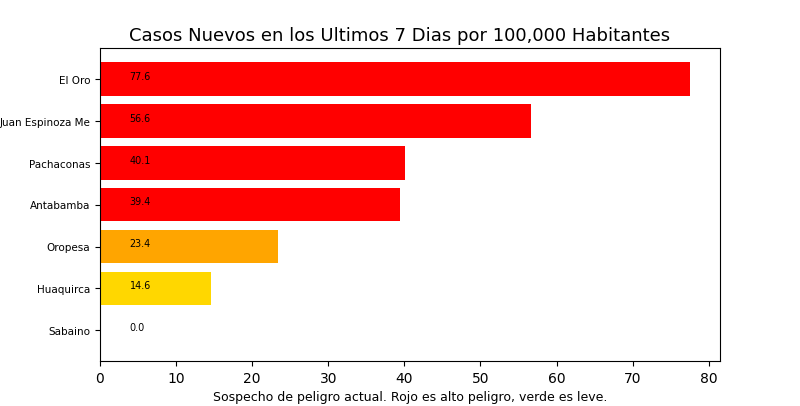 Casos Nuevos en los Ultimos 7 Dias por 100,000 Habitantes
El Oro 77.6
Juan Espinoza Me 56.6
Pachaconas 40.1
Antabamba 39.4
Oropesa 23.4
Huaquirca 14.6
Sabaino 0.0
0 10 20 30 40 50 60 70 80
Sospecho de peligro actual. Rojo es alto peligro, verde es leve.